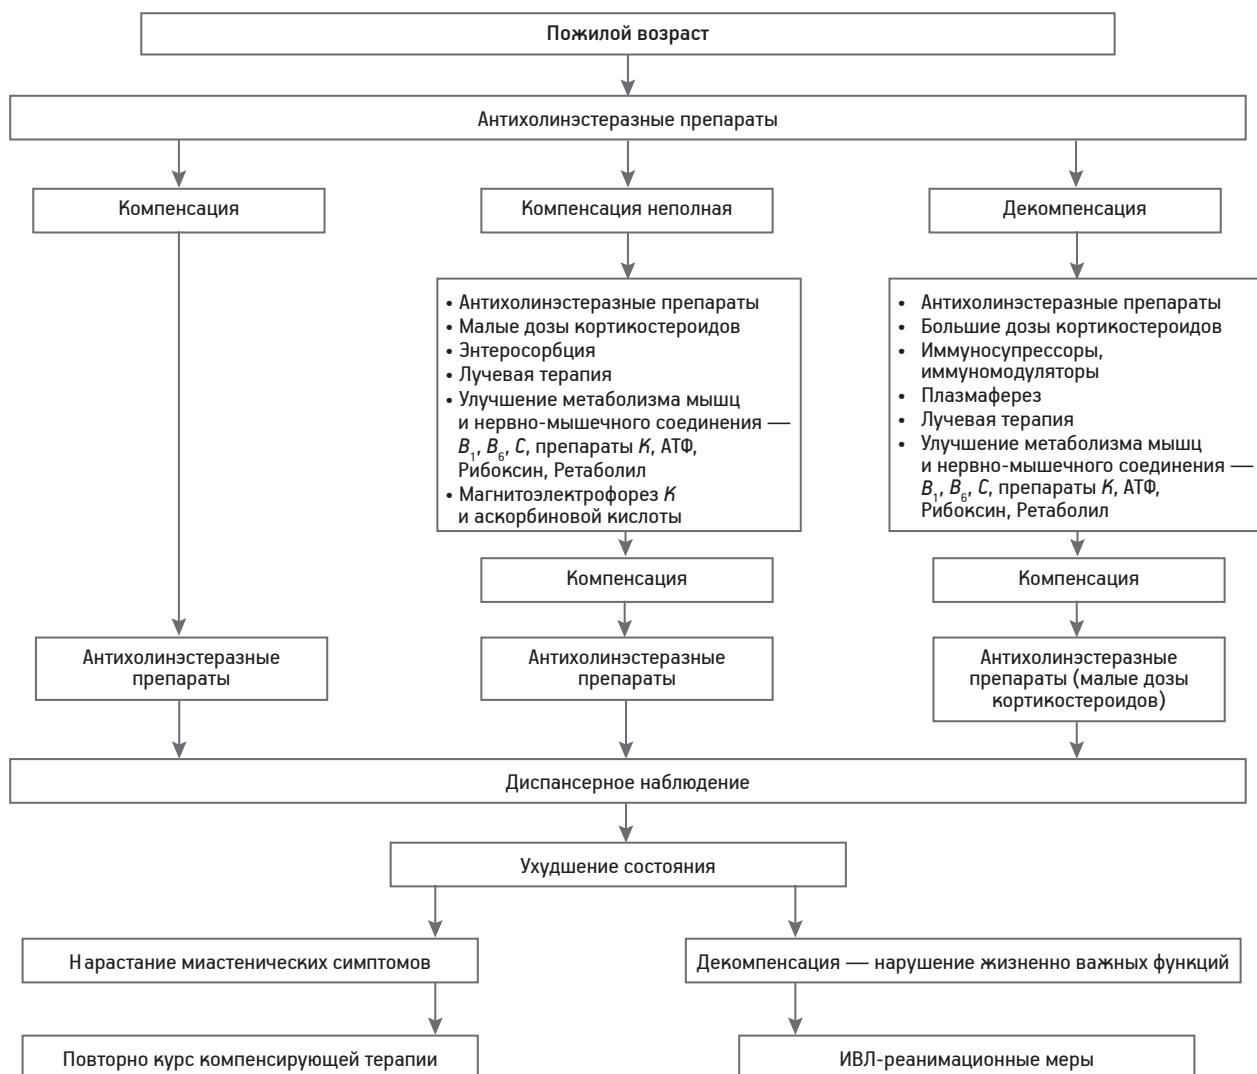 Пожилой возраст
Антихолинэстеразные препараты
Компенсация
Компенсация неполная
Декомпенсация
• Антихолинэстеразные препараты
• Малые дозы кортикостероидов
• Энтеросорбция
• Лучевая терапия
• Улучшение метаболизма мышц
и нервно-мышечного соединения —
B₁, B₆, C, препараты K, АТФ,
Рибоксин, Ретаболил
• Магнитоэлектрофорез K
и аскорбиновой кислоты
• Антихолинэстеразные препараты
• Большие дозы кортикостероидов
• Иммуносупрессоры,
иммуномодуляторы
• Плазмаферез
• Лучевая терапия
• Улучшение метаболизма мышц
и нервно-мышечного соединения —
B₁, B₆, C, препараты K, АТФ,
Рибоксин, Ретаболил
Компенсация
Компенсация
Антихолинэстеразные
препараты
Антихолинэстеразные
препараты
Антихолинэстеразные
препараты (малые дозы
кортикостероидов)
Диспансерное наблюдение
Ухудшение состояния
Нарастание миастенических симптомов
Декомпенсация — нарушение жизненно важных функций
Повторно курс компенсирующей терапии
ИВЛ-реанимационные меры